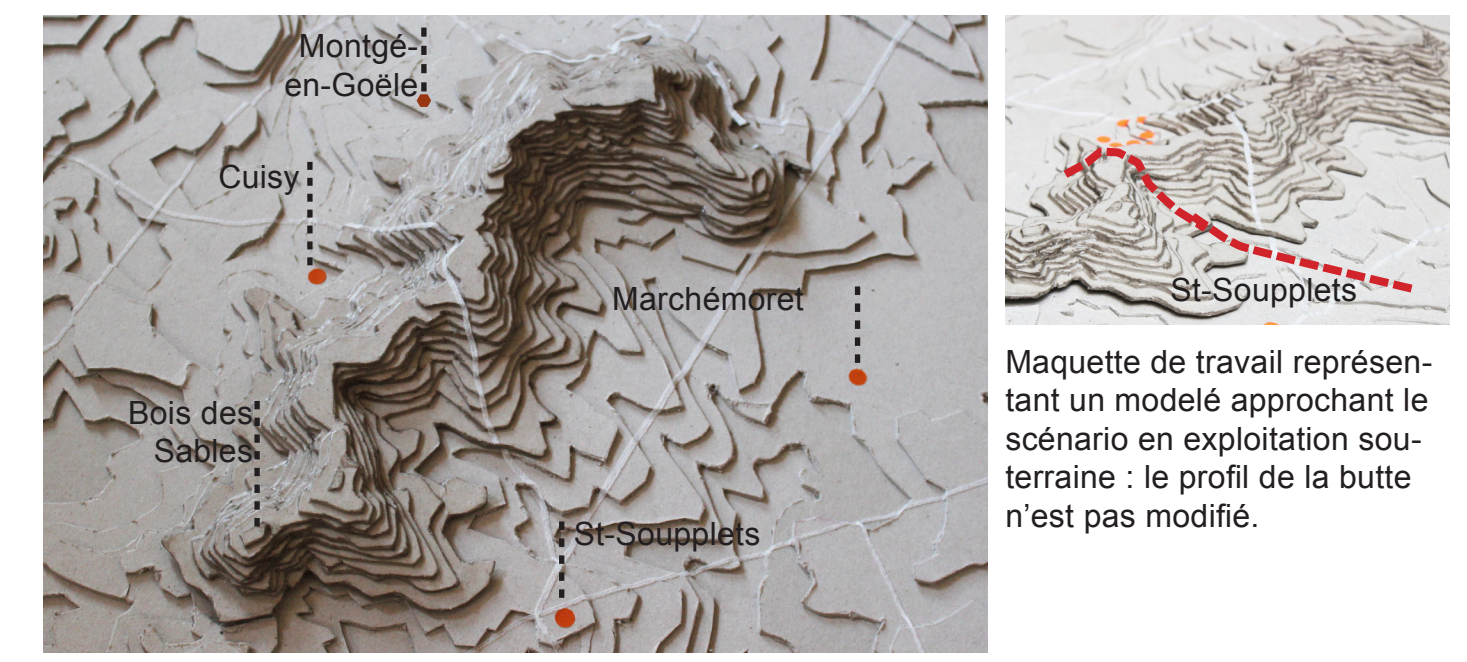 Montgé-
en-Goële
Cuisy
Marchémoret
Bois des
Sables
St-Soupplets
St-Soupplets
Maquette de travail représen-
tant un modelé approchant le
scénario en exploitation sou-
terraine : le profil de la butte
n’est pas modifié.